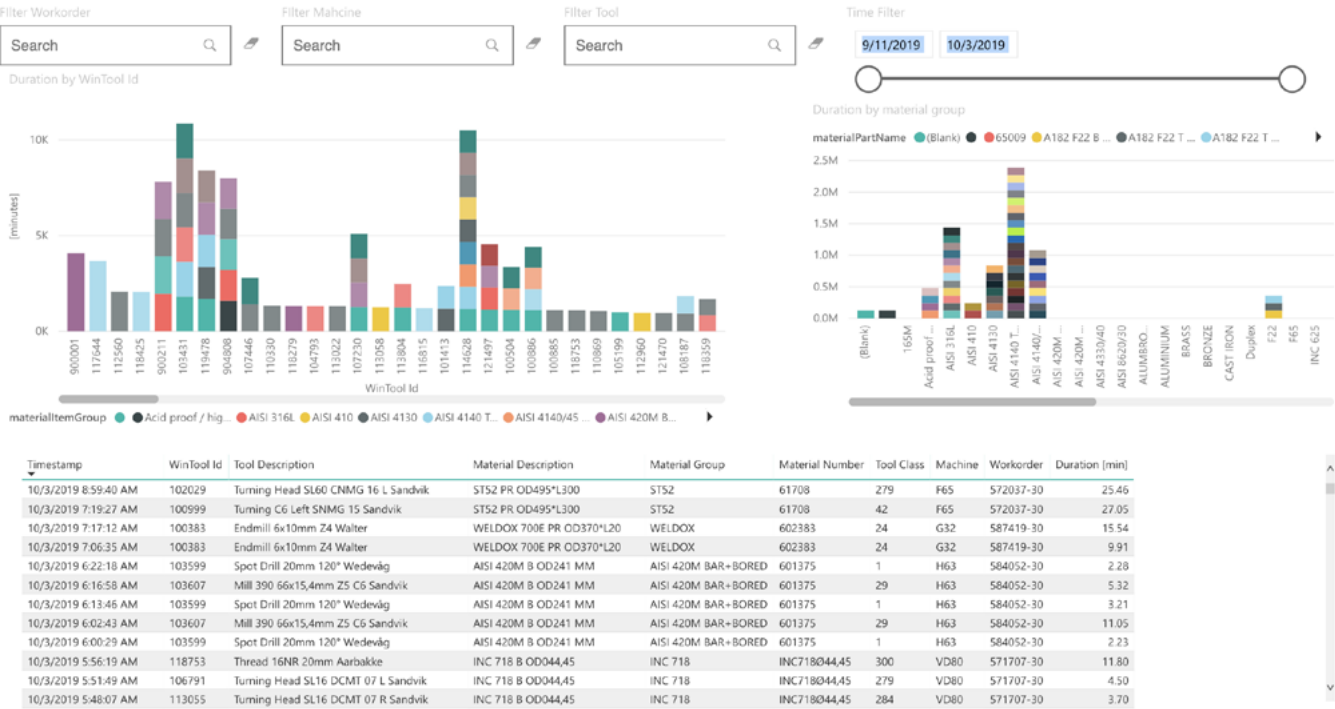 FIlter Workorder
FIlter Mahcine
FIlter Tool
Time Filter
Search
Search
Search
9/11/2019 10/3/2019
Duration by WinTool Id
10K
5K
0K
[minutes]
900001 117644 112560 118425 900211 103431 119478 904808 107446 110330 118279 104793 113022 107230 113058 113804 116815 101413 114628 121497 100504 100886 100885 118753 110869 105199 112960 121470 108187 118359
WinTool Id
materialItemGroup Acid proof / hig... AISI 316L AISI 410 AISI 4130 AISI 4140 T... AISI 4140/45 ... AISI 420M B...
Duration by material group
materialPartName (Blank) 65009 A182 F22 B ... A182 F22 T ... A182 F22 T ...
2.5M
2.0M
1.5M
1.0M
0.5M
0.0M
(Blank) 165M Acid proof ... AISI 316L AISI 410 AISI 4130 AISI 4140 T... AISI 4140/... AISI 420M ... AISI 420M ... AISI 4330/40 AISI 8620/30 ALUMBRO... ALUMINIUM BRASS BRONZE CAST IRON Duplex F22 F65 INC 625
Timestamp WinTool Id Tool Description Material Description Material Group Material Number Tool Class Machine Workorder Duration [min]
10/3/2019 8:59:40 AM 102029 Turning Head SL60 CNMG 16 L Sandvik ST52 PR OD495*L300 ST52 61708 279 F65 572037-30 25.46
10/3/2019 7:19:27 AM 100999 Turning C6 Left SNMG 15 Sandvik ST52 PR OD495*L300 ST52 61708 42 F65 572037-30 27.05
10/3/2019 7:17:12 AM 100383 Endmill 6x10mm Z4 Walter WELDOX 700E PR OD370*L20 WELDOX 602383 24 G32 587419-30 15.54
10/3/2019 7:06:35 AM 100383 Endmill 6x10mm Z4 Walter WELDOX 700E PR OD370*L20 WELDOX 602383 24 G32 587419-30 9.91
10/3/2019 6:22:18 AM 103599 Spot Drill 20mm 120° Wedevåg AISI 420M B OD241 MM AISI 420M BAR+BORED 601375 1 H63 584052-30 2.28
10/3/2019 6:16:58 AM 103607 Mill 390 66x15,4mm Z5 C6 Sandvik AISI 420M B OD241 MM AISI 420M BAR+BORED 601375 29 H63 584052-30 5.32
10/3/2019 6:13:46 AM 103599 Spot Drill 20mm 120° Wedevåg AISI 420M B OD241 MM AISI 420M BAR+BORED 601375 1 H63 584052-30 3.21
10/3/2019 6:02:43 AM 103607 Mill 390 66x15,4mm Z5 C6 Sandvik AISI 420M B OD241 MM AISI 420M BAR+BORED 601375 29 H63 584052-30 11.05
10/3/2019 6:00:29 AM 103599 Spot Drill 20mm 120° Wedevåg AISI 420M B OD241 MM AISI 420M BAR+BORED 601375 1 H63 584052-30 2.23
10/3/2019 5:56:19 AM 118753 Thread 16NR 20mm Aarbakke INC 718 B OD044,45 INC 718 INC718Ø44,45 300 VD80 571707-30 11.80
10/3/2019 5:51:49 AM 106791 Turning Head SL16 DCMT 07 L Sandvik INC 718 B OD044,45 INC 718 INC718Ø44,45 279 VD80 571707-30 4.50
10/3/2019 5:48:07 AM 113055 Turning Head SL16 DCMT 07 R Sandvik INC 718 B OD044,45 INC 718 INC718Ø44,45 284 VD80 571707-30 3.70